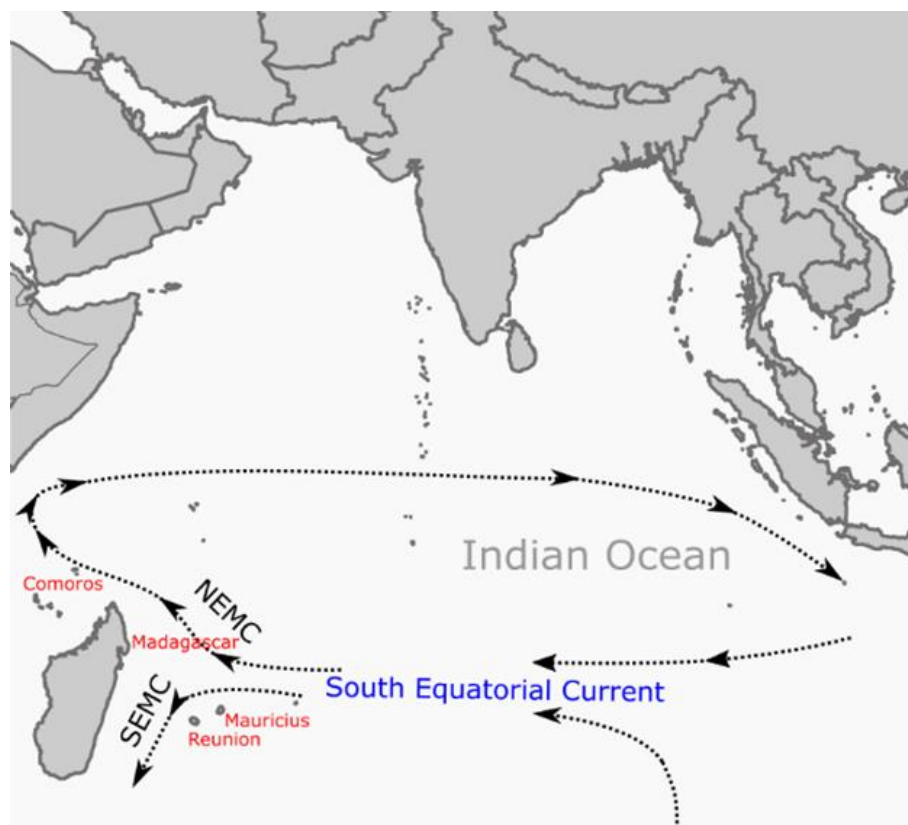 Indian Ocean
Comoros
NEMC
Madagascar
South Equatorial Current
SEMC
Mauricius
Reunion